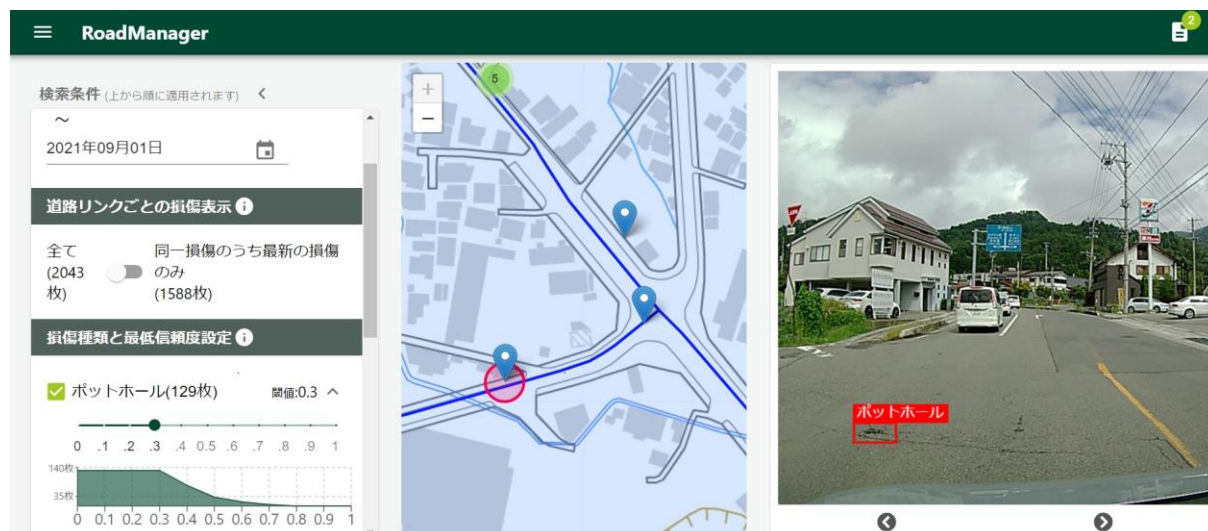 RoadManager
2
検索条件 (上から順に適用されます)
～
2021年09月01日
道路リンクごとの損傷表示
全て
(2043
枚)
同一損傷のうち最新の損傷
のみ
(1588枚)
損傷種類と最低信頼度設定
ポットホール(129枚)
閾値:0.3
0 .1 .2 .3 .4 0.5 .6 .7 .8 .9 1
140枚
35枚
0 0.1 0.2 0.3 0.4 0.5 0.6 0.7 0.8 0.9 1
+
−
5
ポットホール